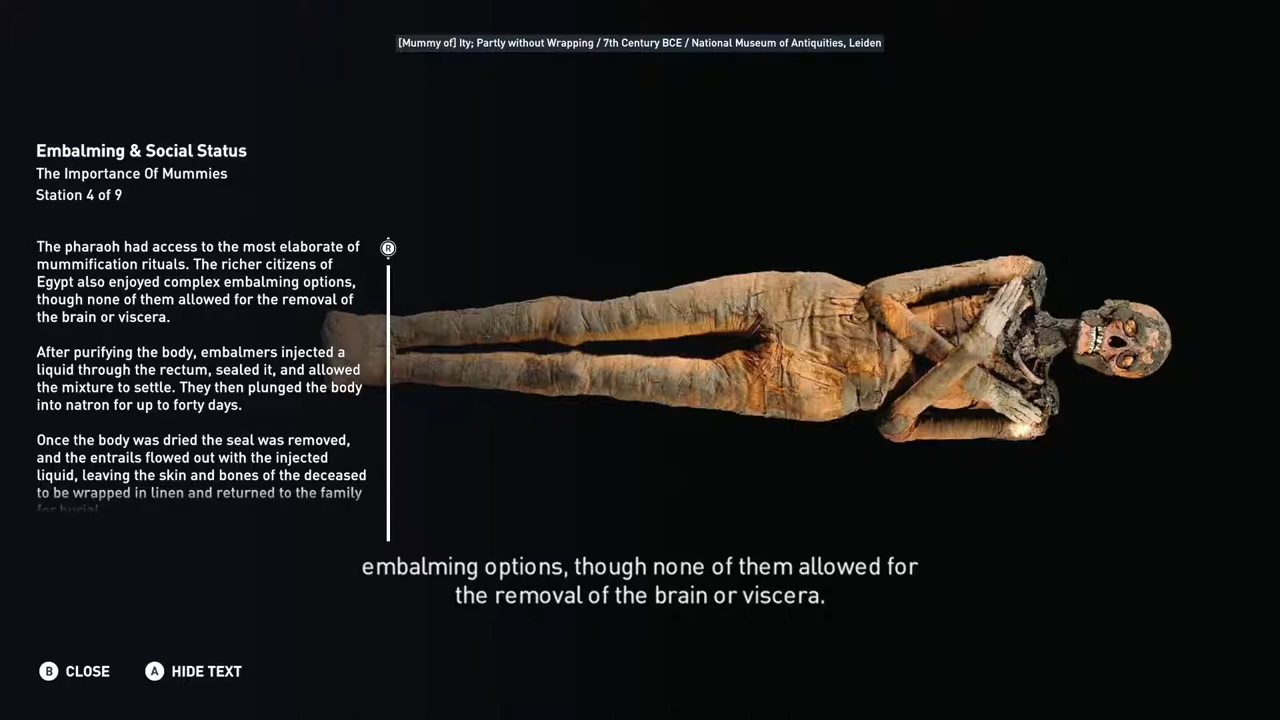 [Mummy of] Ity; Partly without Wrapping / 7th Century BCE / National Museum of Antiquities, Leiden
Embalming & Social Status
The Importance Of Mummies
Station 4 of 9
The pharaoh had access to the most elaborate of
mummification rituals. The richer citizens of
Egypt also enjoyed complex embalming options,
though none of them allowed for the removal of
the brain or viscera.
After purifying the body, embalmers injected a
liquid through the rectum, sealed it, and allowed
the mixture to settle. They then plunged the body
into natron for up to forty days.
Once the body was dried the seal was removed,
and the entrails flowed out with the injected
liquid, leaving the skin and bones of the deceased
to be wrapped in linen and returned to the family
for burial
R
embalming options, though none of them allowed for
the removal of the brain or viscera.
B CLOSE A HIDE TEXT